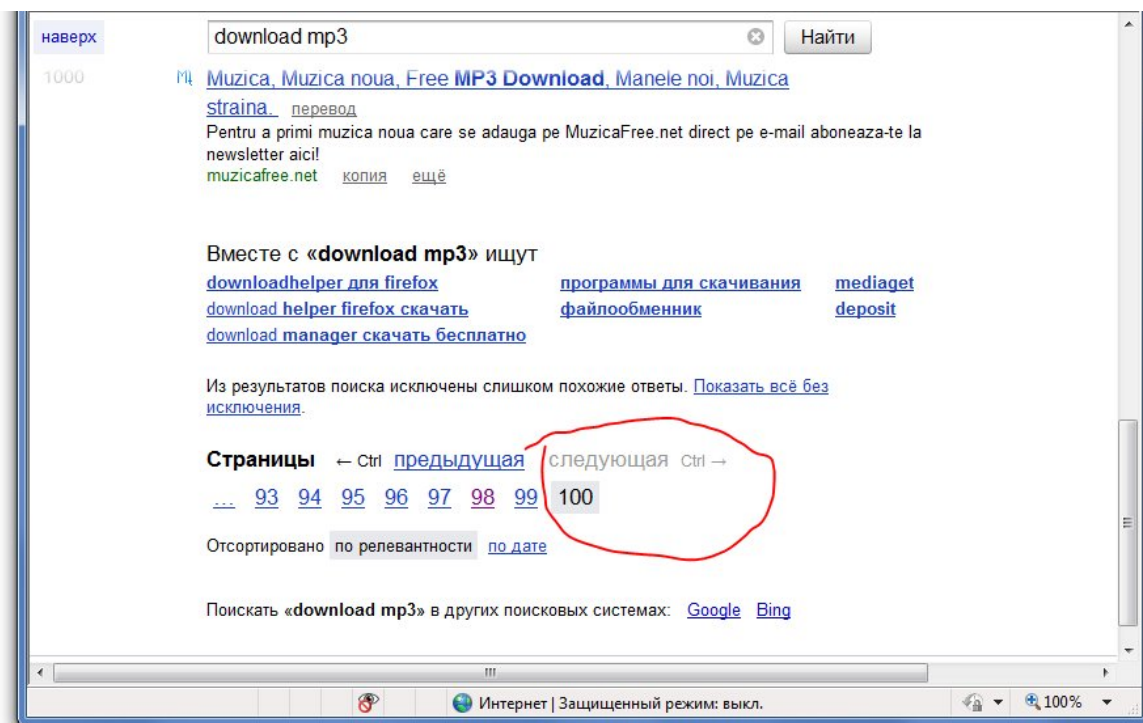 наверх download mp3 Найти
1000 Muzica, Muzica noua, Free MP3 Download, Manele noi, Muzica
straina. перевод
Pentru a primi muzica noua care se adauga pe MuzicaFree.net direct pe e-mail aboneaza-te la
newsletter aici!
muzicafree.net копия ещё
Вместе с «download mp3» ищут
downloadhelper для firefox программы для скачивания mediaget
download helper firefox скачать файлообменник deposit
download manager скачать бесплатно
Из результатов поиска исключены слишком похожие ответы. Показать всё без
исключения.
Страницы ← Ctrl предыдущая следующая Ctrl →
... 93 94 95 96 97 98 99 100
Отсортировано по релевантности по дате
Поискать «download mp3» в других поисковых системах: Google Bing
Интернет | Защищенный режим: выкл. 100%